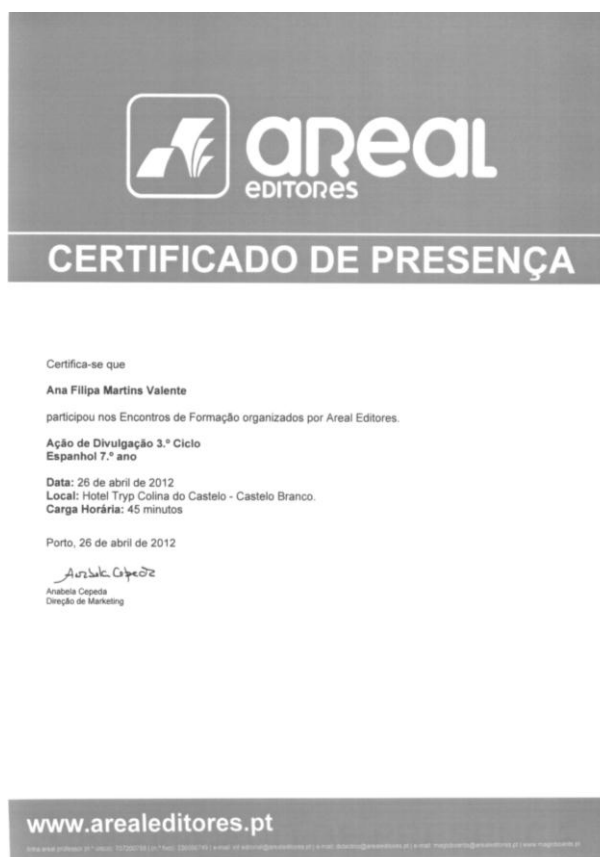 areal
editores
CERTIFICADO DE PRESENÇA
Certifica-se que
Ana Filipa Martins Valente
participou nos Encontros de Formação organizados por Areal Editores.
Ação de Divulgação 3.º Ciclo
Espanhol 7.º ano
Data: 26 de abril de 2012
Local: Hotel Tryp Colina do Castelo - Castelo Branco.
Carga Horária: 45 minutos
Porto, 26 de abril de 2012
Anabela Cepeda
Anabela Cepeda
Direção de Marketing
www.arealeditores.pt